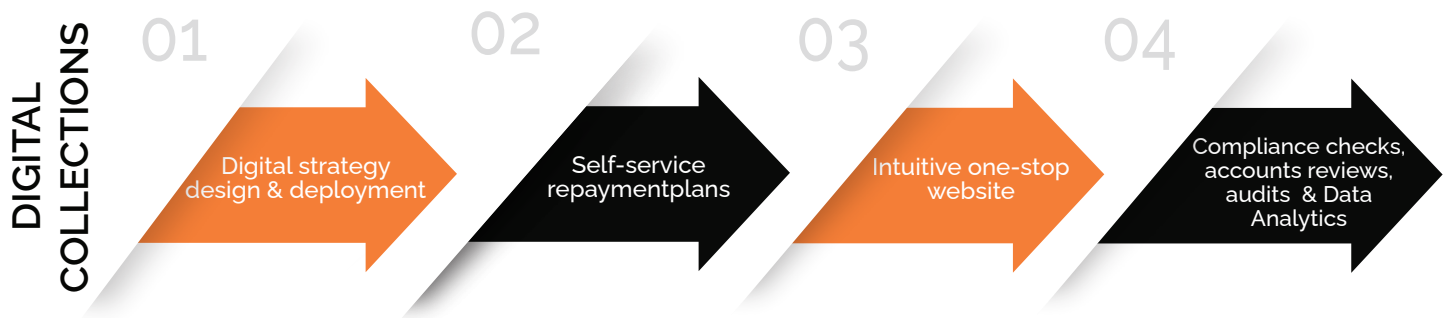 DIGITAL
COLLECTIONS
01
Digital strategy
design & deployment
02
Self-service
repaymentplans
03
Intuitive one-stop
website
04
Compliance checks,
accounts reviews,
audits  & Data
Analytics